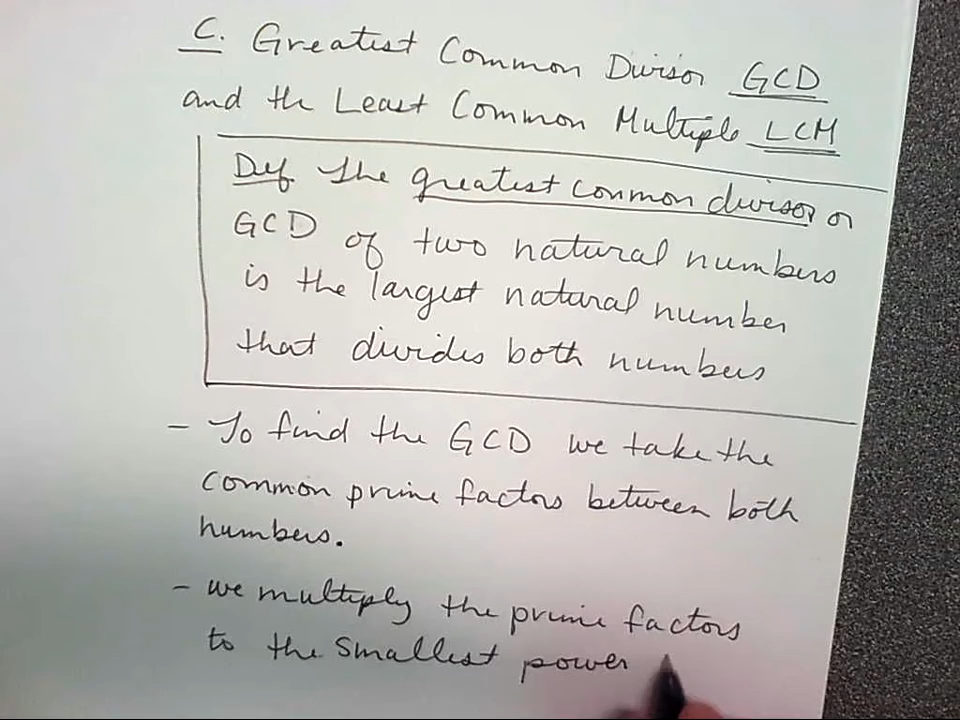 C. Greatest Common Divisor GCD
and the Least Common Multiple LCM
Def The greatest common divisor or
GCD of two natural numbers
is the largest natural number
that divides both numbers
- To find the GCD we take the
common prime factors between both
numbers.
- we multiply the prime factors
to the smallest power